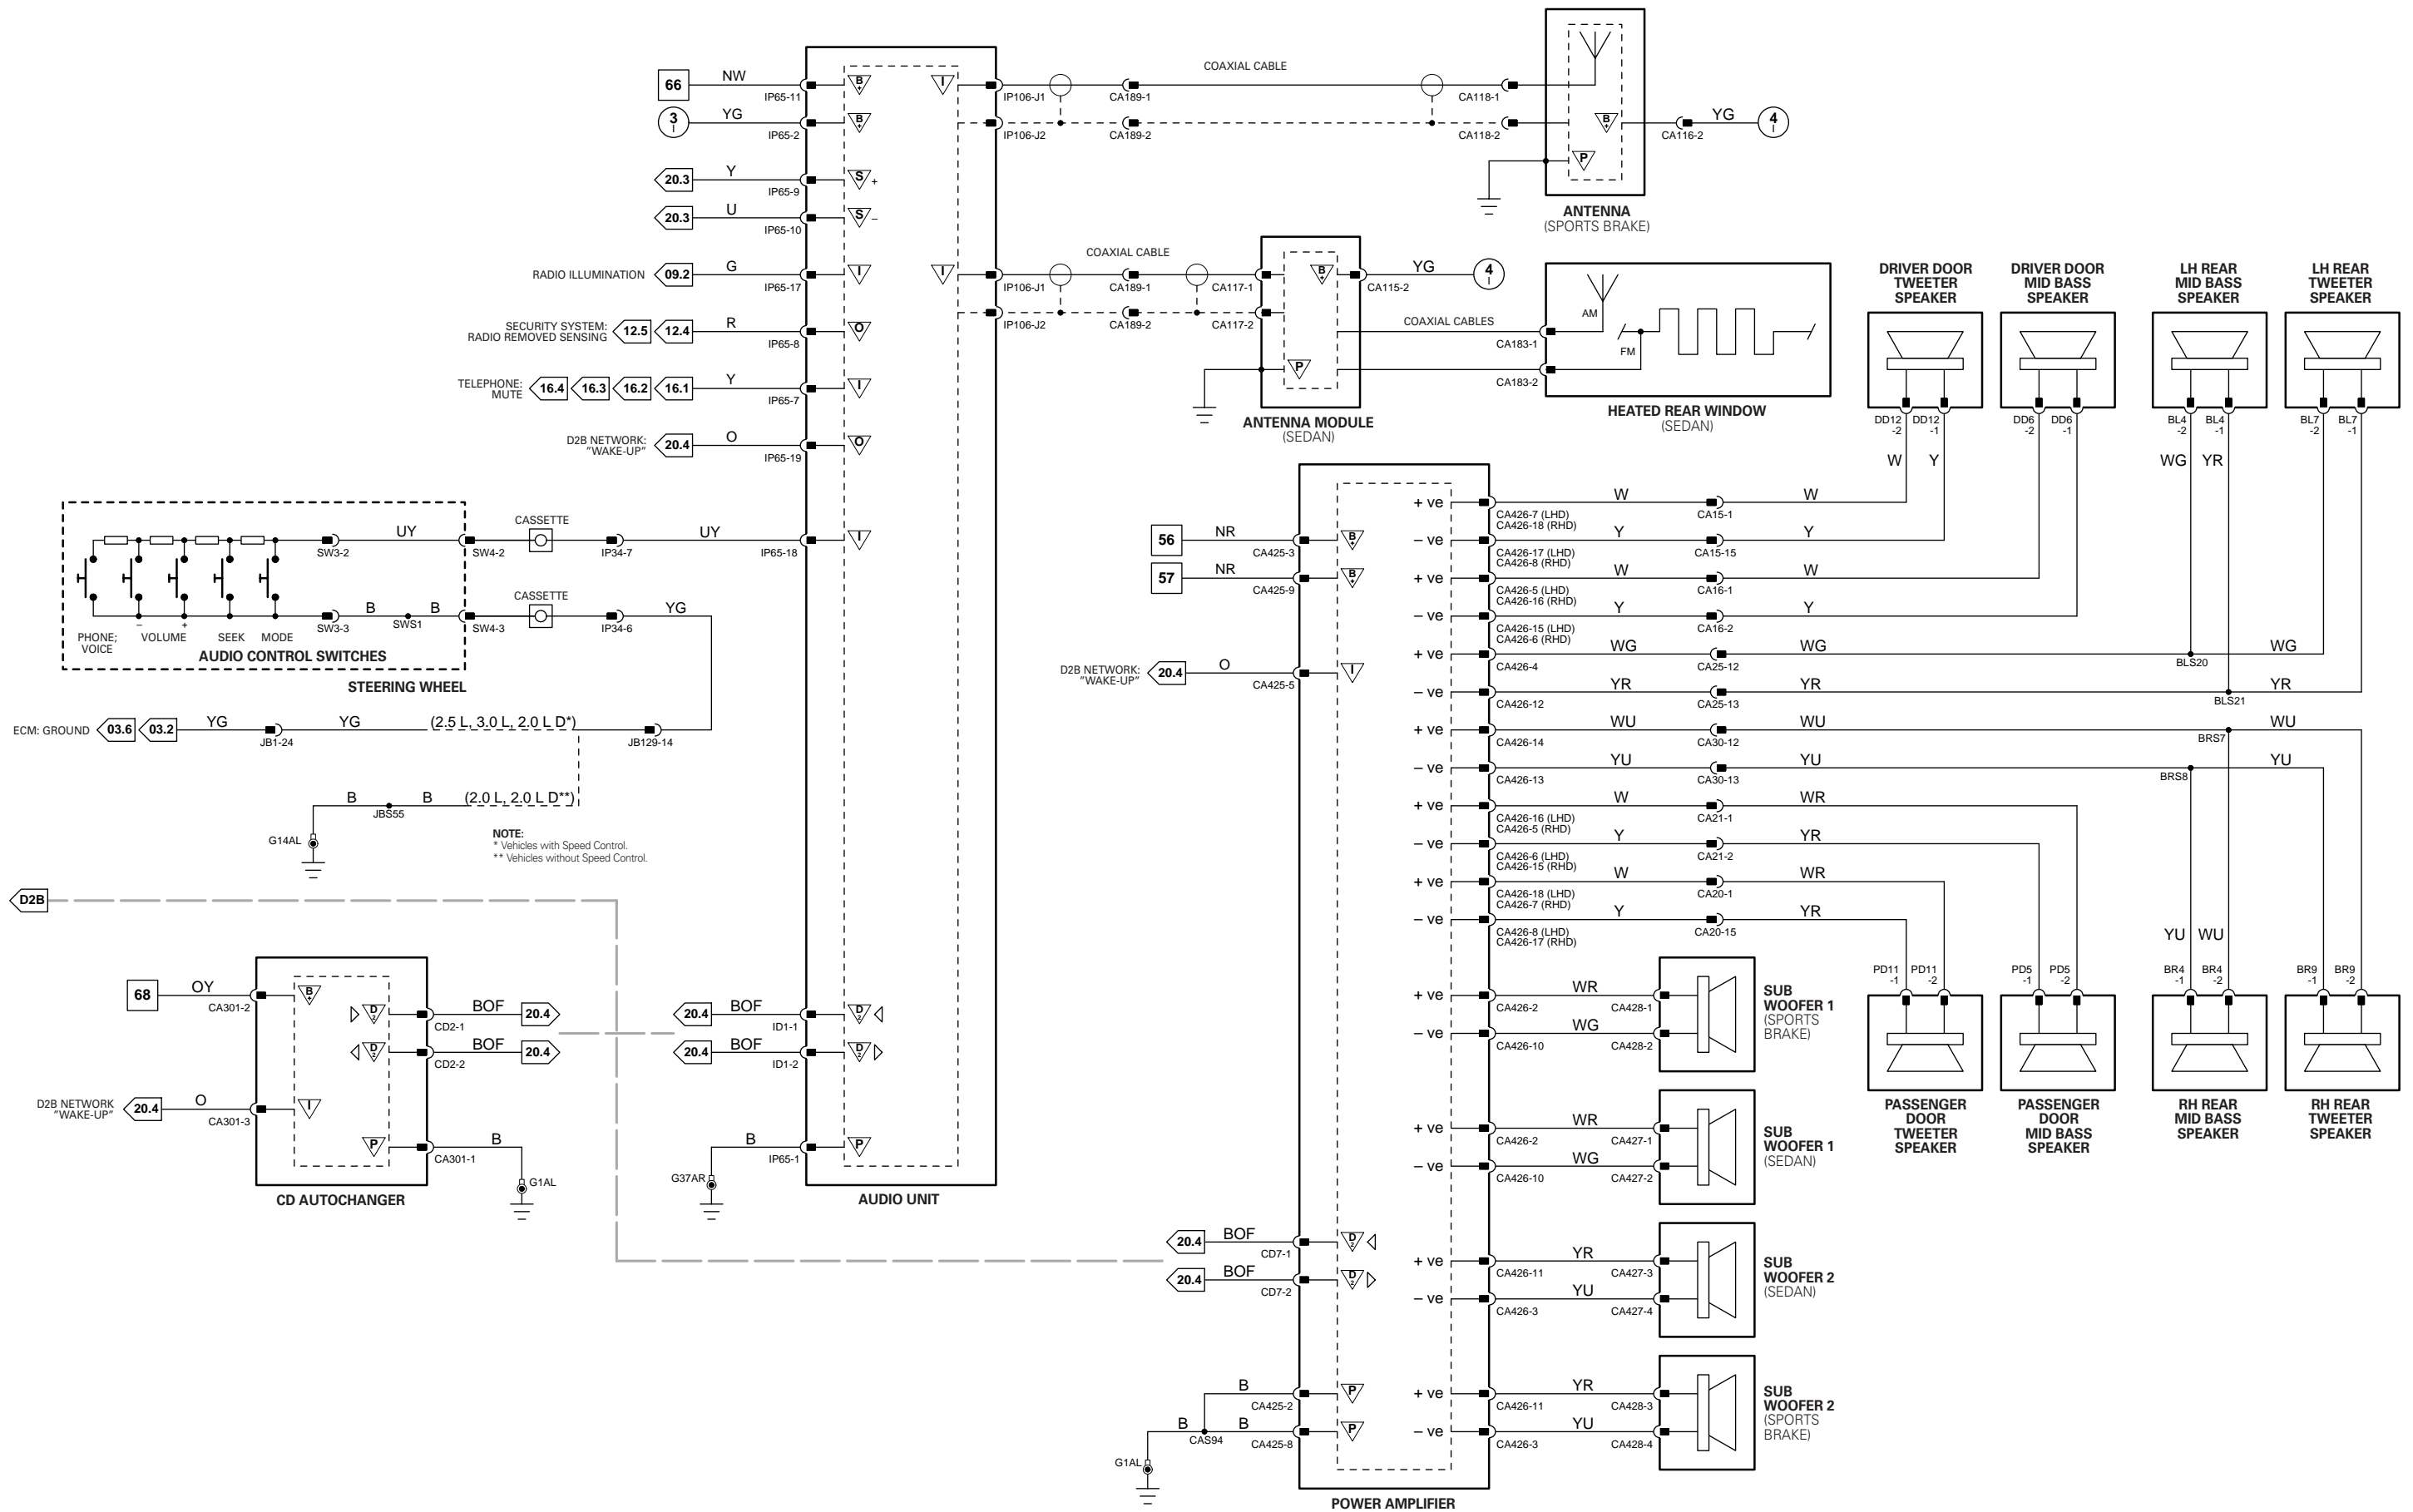 66
NW
IP65-11
B
+
3
I
YG
IP65-2
B
+
20.3
Y
IP65-9
S
+
20.3
U
IP65-10
S
–
RADIO ILLUMINATION
09.2
G
IP65-17
I
SECURITY SYSTEM:
RADIO REMOVED SENSING
12.5
12.4
R
IP65-8
O
TELEPHONE:
MUTE
16.4
16.3
16.2
16.1
Y
IP65-7
I
D2B NETWORK:
"WAKE-UP"
20.4
O
IP65-19
O
UY
SW3-2
SW4-2
CASSETTE
IP34-7
UY
IP65-18
I
B
SWS1
B
SW3-3
SW4-3
CASSETTE
IP34-6
YG
PHONE;
VOICE
–
VOLUME
+
SEEK
MODE
AUDIO CONTROL SWITCHES
STEERING WHEEL
ECM: GROUND
03.6
03.2
YG
JB1-24
YG
(2.5 L, 3.0 L, 2.0 L D*)
JB129-14
B
JBS55
B
(2.0 L, 2.0 L D**)
G14AL
NOTE:
* Vehicles with Speed Control.
** Vehicles without Speed Control.
D2B
68
OY
CA301-2
B
+
D
2
CD2-1
BOF
20.4
D
2
CD2-2
BOF
20.4
D2B NETWORK
"WAKE-UP"
20.4
O
CA301-3
I
P
CA301-1
B
G1AL
CD AUTOCHANGER
20.4
BOF
ID1-1
D
2
20.4
BOF
ID1-2
D
2
B
IP65-1
P
G37AR
AUDIO UNIT
I
IP106-J1
CA189-1
COAXIAL CABLE
CA118-1
IP106-J2
CA189-2
CA118-2
B
+
CA116-2
YG
4
I
P
ANTENNA
(SPORTS BRAKE)
I
IP106-J1
COAXIAL CABLE
CA189-1
CA117-1
IP106-J2
CA189-2
CA117-2
B
+
CA115-2
YG
4
I
P
ANTENNA MODULE
(SEDAN)
COAXIAL CABLES
CA183-1
CA183-2
AM
FM
HEATED REAR WINDOW
(SEDAN)
DRIVER DOOR
TWEETER
SPEAKER
DRIVER DOOR
MID BASS
SPEAKER
LH REAR
MID BASS
SPEAKER
LH REAR
TWEETER
SPEAKER
DD12
-2
DD12
-1
DD6
-2
DD6
-1
BL4
-2
BL4
-1
BL7
-2
BL7
-1
W
Y
WG
YR
56
NR
CA425-3
B
+
57
NR
CA425-9
B
+
D2B NETWORK:
"WAKE-UP"
20.4
O
CA425-5
I
+ ve
CA426-7 (LHD)
CA426-18 (RHD)
W
CA15-1
W
– ve
CA426-17 (LHD)
CA426-8 (RHD)
Y
CA15-15
Y
+ ve
CA426-5 (LHD)
CA426-16 (RHD)
W
CA16-1
W
– ve
CA426-15 (LHD)
CA426-6 (RHD)
Y
CA16-2
Y
+ ve
CA426-4
WG
CA25-12
WG
BLS20
WG
– ve
CA426-12
YR
CA25-13
YR
BLS21
YR
+ ve
CA426-14
WU
CA30-12
WU
BRS7
WU
– ve
CA426-13
YU
CA30-13
YU
BRS8
YU
+ ve
CA426-16 (LHD)
CA426-5 (RHD)
W
CA21-1
WR
– ve
CA426-6 (LHD)
CA426-15 (RHD)
Y
CA21-2
YR
+ ve
CA426-18 (LHD)
CA426-7 (RHD)
W
CA20-1
WR
– ve
CA426-8 (LHD)
CA426-17 (RHD)
Y
CA20-15
YR
YU
WU
PD11
-1
PD11
-2
PD5
-1
PD5
-2
BR4
-1
BR4
-2
BR9
-1
BR9
-2
PASSENGER
DOOR
TWEETER
SPEAKER
PASSENGER
DOOR
MID BASS
SPEAKER
RH REAR
MID BASS
SPEAKER
RH REAR
TWEETER
SPEAKER
+ ve
CA426-2
WR
CA428-1
– ve
CA426-10
WG
CA428-2
SUB
WOOFER 1
(SPORTS
BRAKE)
+ ve
CA426-2
WR
CA427-1
– ve
CA426-10
WG
CA427-2
SUB
WOOFER 1
(SEDAN)
20.4
BOF
CD7-1
D
2
20.4
BOF
CD7-2
D
2
+ ve
CA426-11
YR
CA427-3
– ve
CA426-3
YU
CA427-4
SUB
WOOFER 2
(SEDAN)
B
CA425-2
P
B
CAS94
B
CA425-8
P
G1AL
+ ve
CA426-11
YR
CA428-3
– ve
CA426-3
YU
CA428-4
SUB
WOOFER 2
(SPORTS
BRAKE)
POWER AMPLIFIER